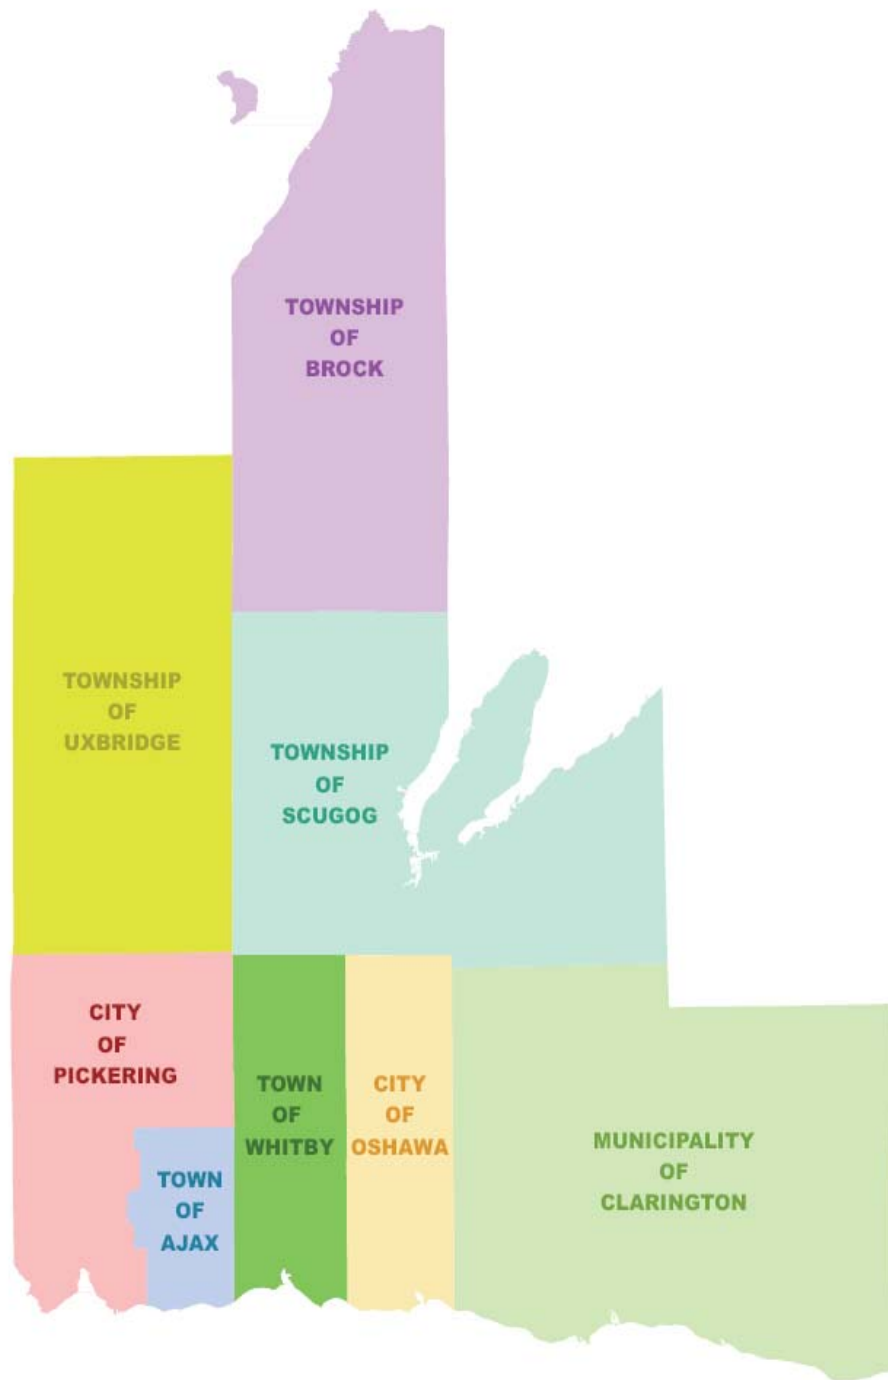 TOWNSHIP
OF
BROCK
TOWNSHIP
OF
UXBRIDGE
TOWNSHIP
OF
SCUGOG
CITY
OF
PICKERING
TOWN
OF
WHITBY
CITY
OF
OSHAWA
TOWN
OF
AJAX
MUNICIPALITY
OF
CLARINGTON